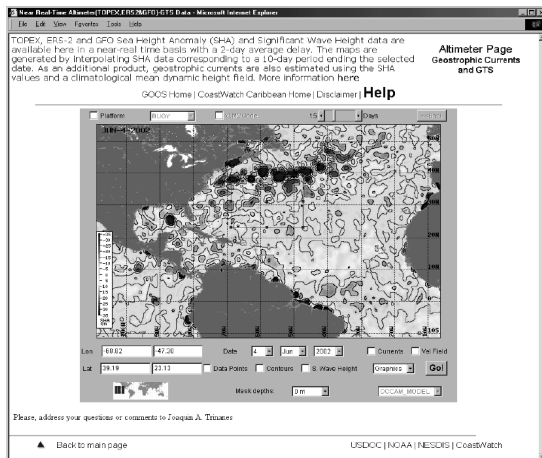 Near Real-Time Altimeter(TOPEX,ERS2&GFO)-GTS Data - Microsoft Internet Explorer
File Edit View Favorites Tools Help
TOPEX, ERS-2 and GFO Sea Height Anomaly (SHA) and Significant Wave Height data are
available here in a near-real time basis with a 2-day average delay. The maps are
generated by interpolating SHA data corresponding to a 10-day period ending the selected
date. As an additional product, geostrophic currents are also estimated using the SHA
values and a climatological mean dynamic height field. More information here
Altimeter Page
Geostrophic Currents
and GTS
GOOS Home | CoastWatch Caribbean Home | Disclaimer | Help
Platform BUOY 15 Days
JUN-4-2002
SHA
Lon -68.82 -47.30 Date 4 Jun 2002 Currents Vel Field
Lat 39.19 23.13 Data Points Contours S. Wave Height Graphics Go!
Mask depths: 0 m OCCAM_MODEL
Please, address your questions or comments to Joaquin A. Trinanes
Back to main page USDOC | NOAA | NESDIS | CoastWatch